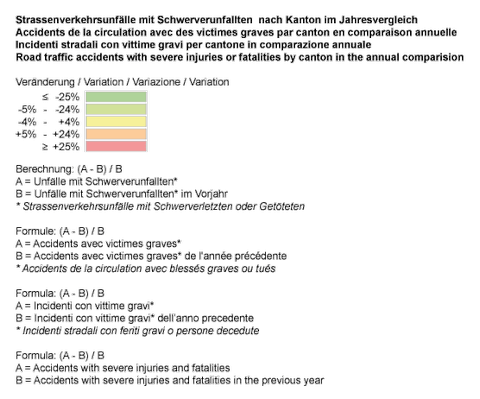 Strassenverkehrsunfälle mit Schwerverunfallten nach Kanton im Jahresvergleich
Accidents de la circulation avec des victimes graves par canton en comparaison annuelle
Incidenti stradali con vittime gravi per cantone in comparazione annuale
Road traffic accidents with severe injuries or fatalities by canton in the annual comparision
Veränderung / Variation / Variazione / Variation
≤ -25%
-5% - -24%
-4% - +4%
+5% - +24%
≥ +25%
Berechnung: (A - B) / B
A = Unfälle mit Schwerverunfallten*
B = Unfälle mit Schwerverunfallten* im Vorjahr
* Strassenverkehrsunfälle mit Schwerverletzten oder Getöteten
Formule: (A - B) / B
A = Accidents avec victimes graves*
B = Accidents avec victimes graves* de l'année précédente
* Accidents de la circulation avec blessés graves ou tués
Formula: (A - B) / B
A = Incidenti con vittime gravi*
B = Incidenti con vittime gravi* dell'anno precedente
* Incidenti stradali con feriti gravi o persone decedute
Formula: (A - B) / B
A = Accidents with severe injuries and fatalities
B = Accidents with severe injuries and fatalities in the previous year